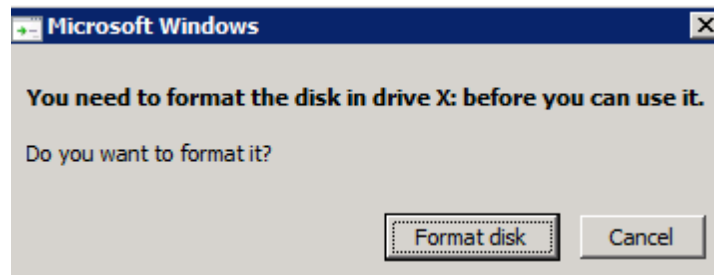 Microsoft Windows
You need to format the disk in drive X: before you can use it.
Do you want to format it?
Format disk
Cancel